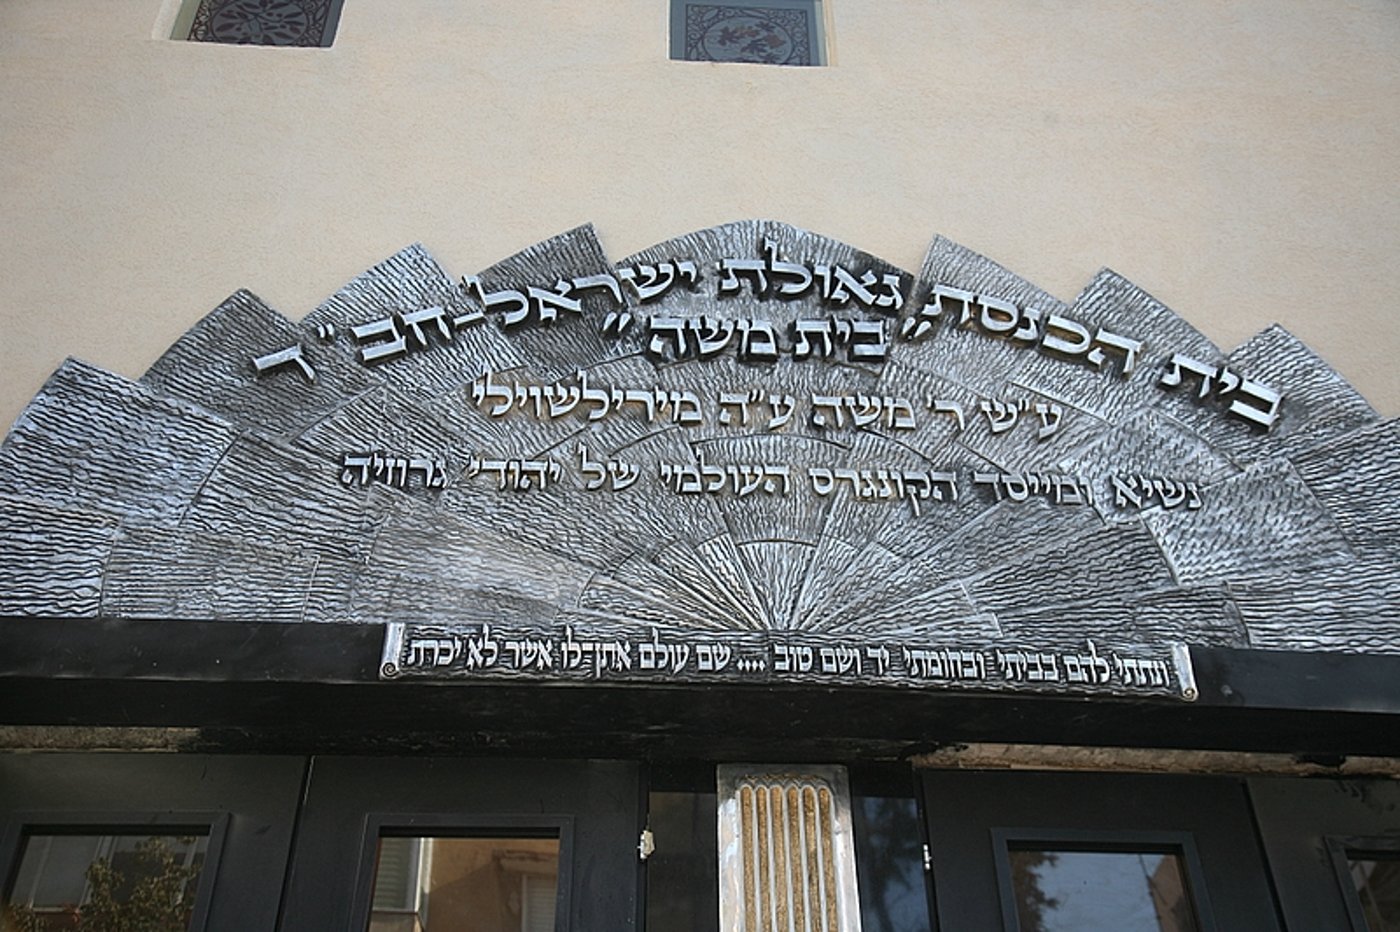 בית הכנסת גאולת ישראל-חב"ד
"בית משה"
ע"ש ר' משה ע"ה מירילשוילי
נשיא ומייסד הקונגרס העולמי של יהודי גרוזיה
ונתתי להם בביתי ובחומתי יד ושם טוב .... שם עולם אתן-לו אשר לא יכרת